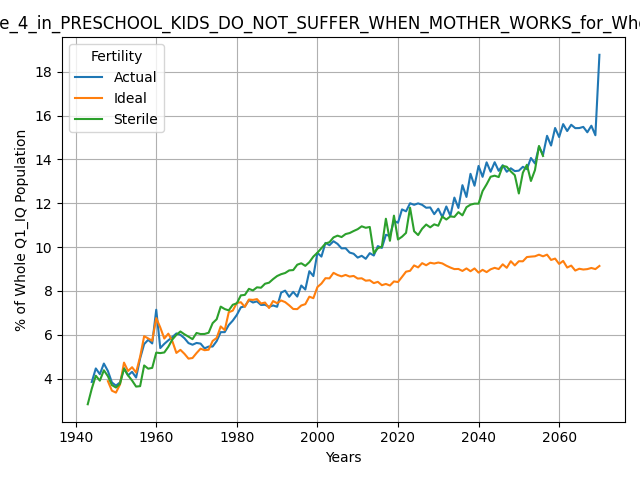 e_4_in_PRESCHOOL_KIDS_DO_NOT_SUFFER_WHEN_MOTHER_WORKS_for_Who
Fertility
Actual
Ideal
Sterile
18
16
14
12
10
8
6
4
% of Whole Q1_IQ Population
1940
1960
1980
2000
2020
2040
2060
Years